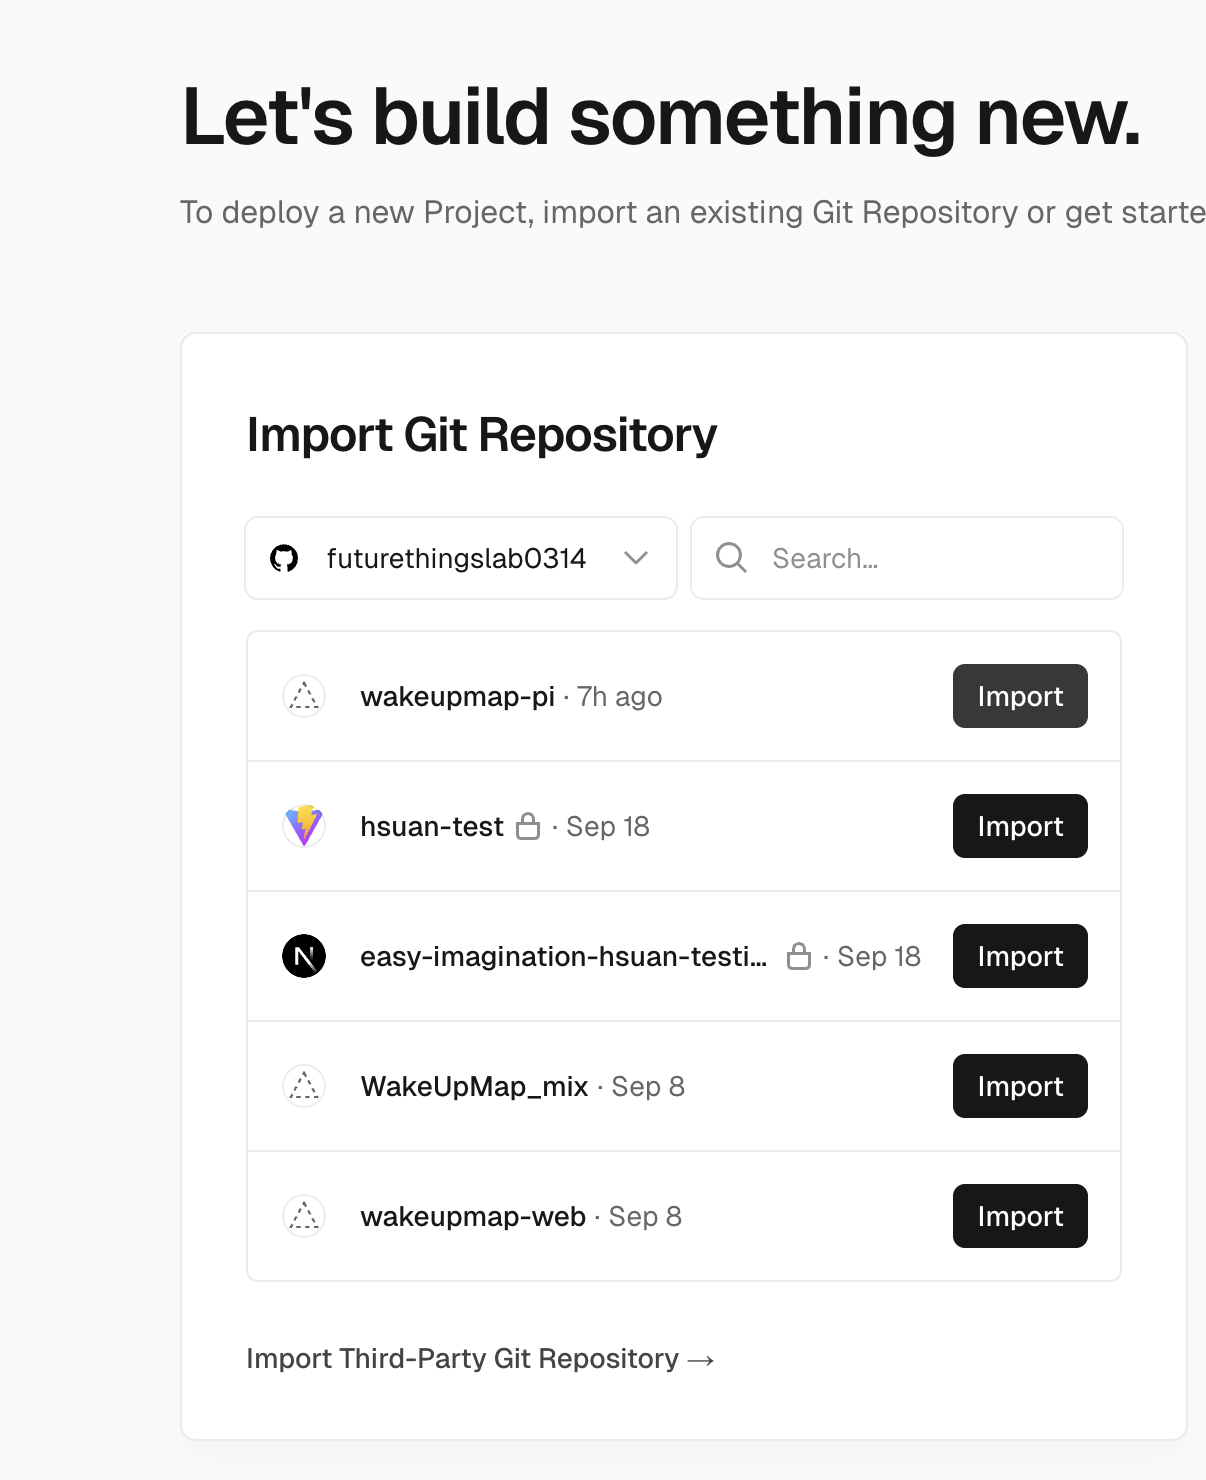 Let's build something new.
To deploy a new Project, import an existing Git Repository or get starte
Import Git Repository
futurethingslab0314
Search...
wakeupmap-pi · 7h ago
Import
hsuan-test · Sep 18
Import
easy-imagination-hsuan-testi... · Sep 18
Import
WakeUpMap_mix · Sep 8
Import
wakeupmap-web · Sep 8
Import
Import Third-Party Git Repository →